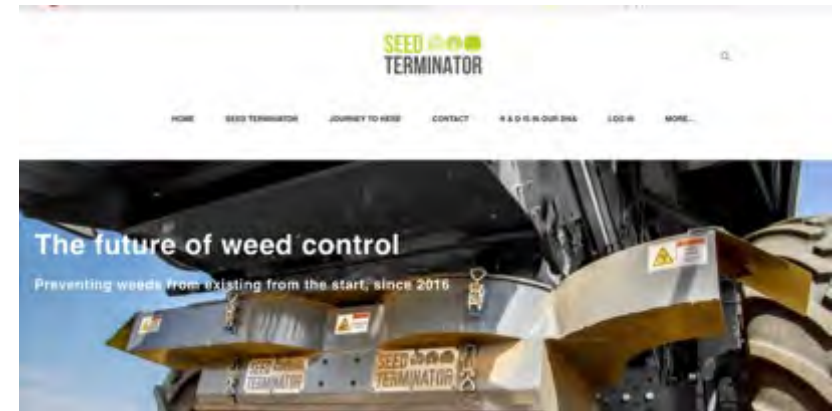 SEED
TERMINATOR
HOME SEED TERMINATOR JOURNEY TO HERE CONTACT R & D IS IN OUR DNA LOG IN MORE...
The future of weed control
Preventing weeds from existing from the start, since 2016
SEED
TERMINATOR
SEED
TERMINATOR